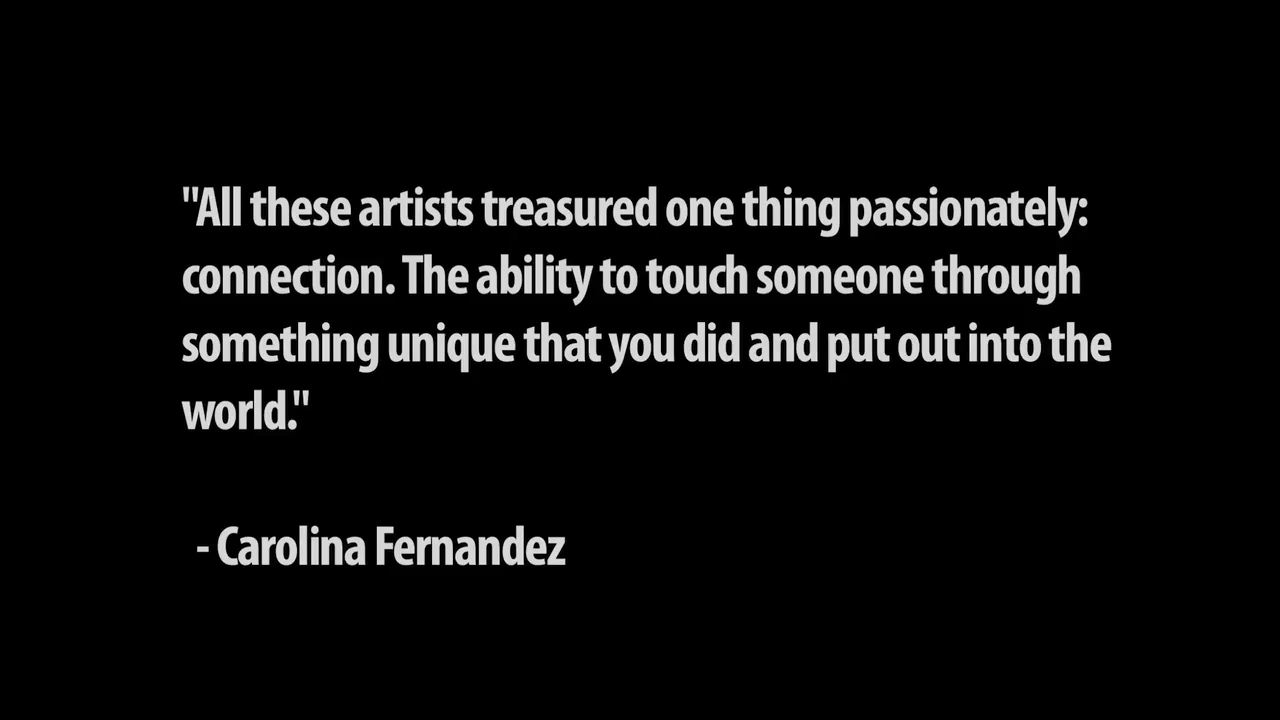 "All these artists treasured one thing passionately:
connection. The ability to touch someone through
something unique that you did and put out into the
world."
- Carolina Fernandez